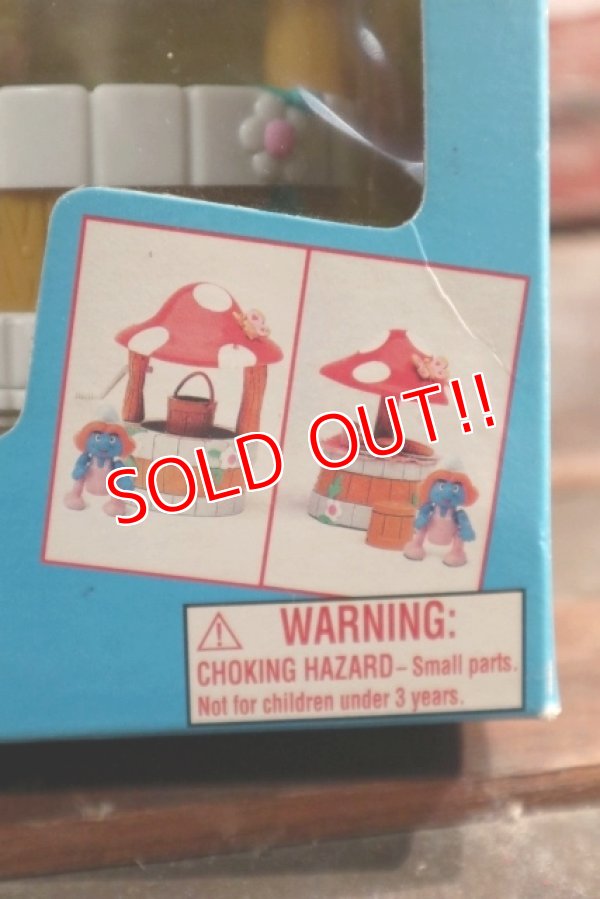 SOLD OUT!!
WARNING:
CHOKING HAZARD – Small parts.
Not for children under 3 years.